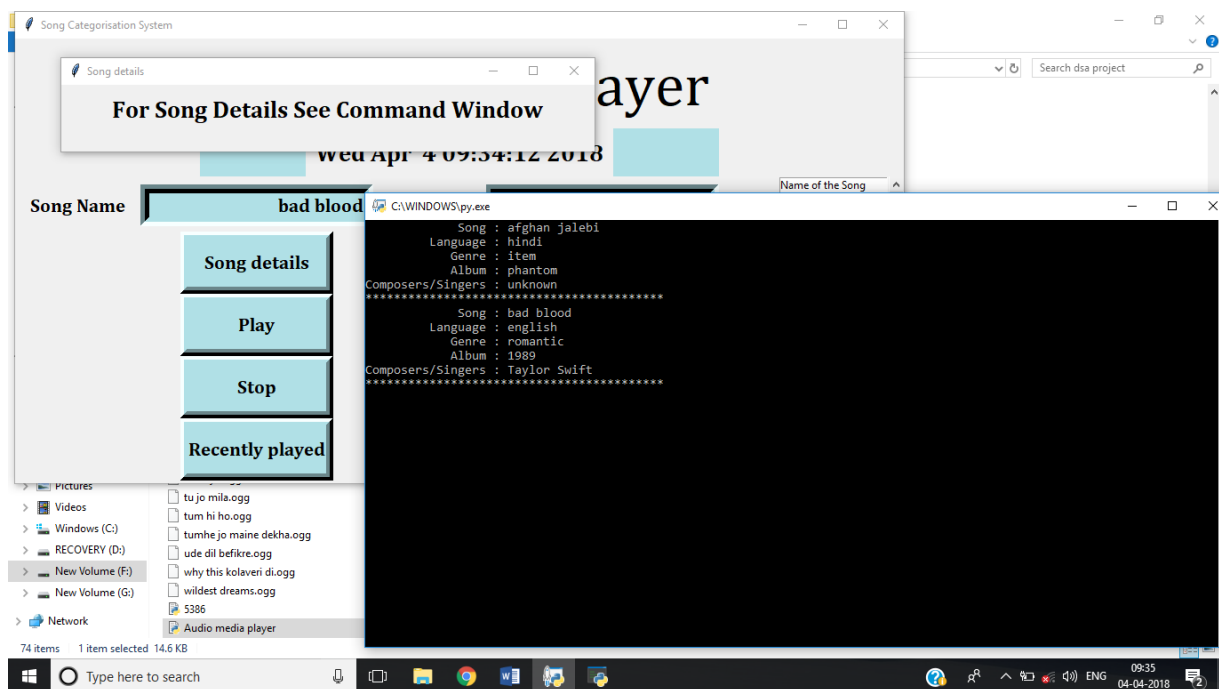 Song Categorisation System
Song details
For Song Details See Command Window
ayer
Wed Apr 4 09:34:12 2018
Search dsa project
Name of the Song
Song Name
bad blood
Song details
Play
Stop
Recently played
C:\WINDOWS\py.exe
Song : afghan jalebi
Language : hindi
Genre : item
Album : phantom
Composers/Singers : unknown
******************************************
Song : bad blood
Language : english
Genre : romantic
Album : 1989
Composers/Singers : Taylor Swift
******************************************
Pictures
Videos
Windows (C:)
RECOVERY (D:)
New Volume (F:)
New Volume (G:)
Network
tu jo mila.ogg
tum hi ho.ogg
tumhe jo maine dekha.ogg
ude dil befikre.ogg
why this kolaveri di.ogg
wildest dreams.ogg
5386
Audio media player
74 items 1 item selected 14.6 KB
Type here to search
ENG
09:35
04-04-2018
2